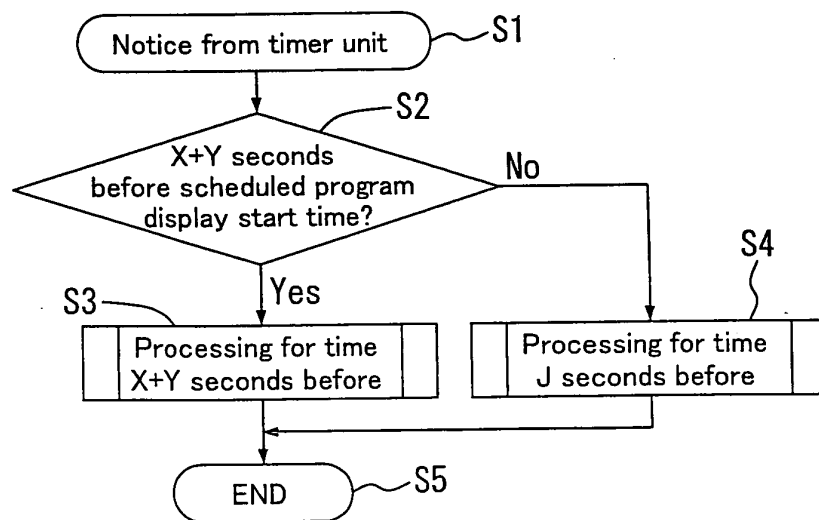 Notice from timer unit
S1
S2
X+Y seconds
before scheduled program
display start time?
No
Yes
S3
Processing for time
X+Y seconds before
S4
Processing for time
J seconds before
END
S5